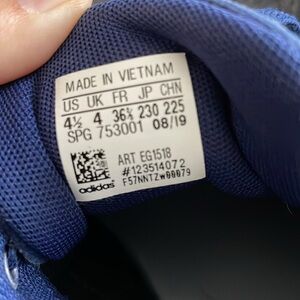 MADE IN VIETNAM
US UK FR JP CHN
4½ 4 36⅔ 230 225
SPG 753001 08/19
ART EG1518
#123514072
F57NNTZW00079
adidas